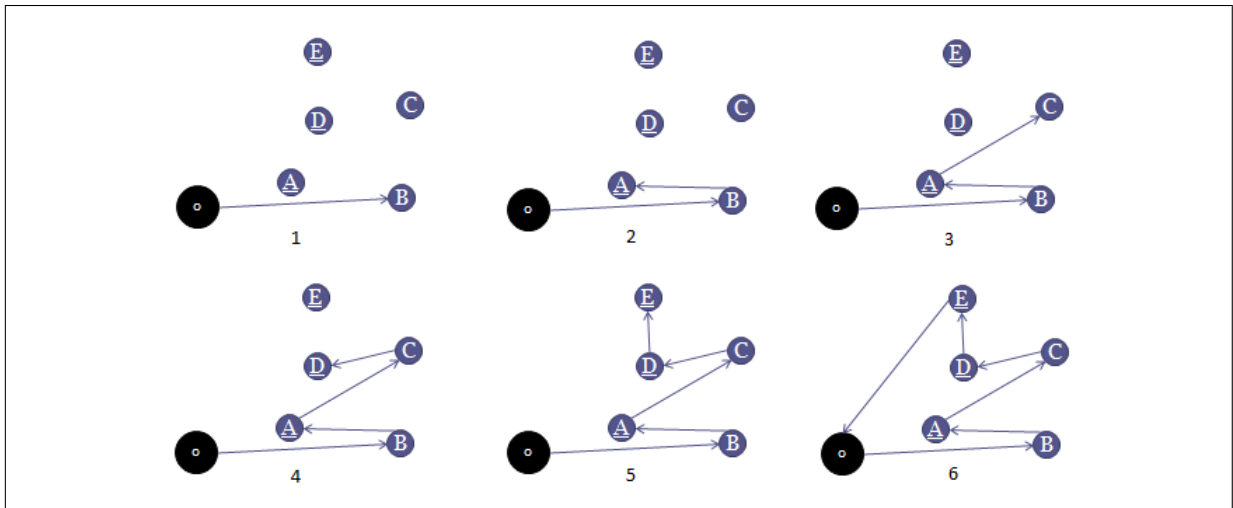 E E E
C C C
D D D
A A A
o B o B o B
1 2 3
E E E
C C C
D D D
A A A
o B o B o B
4 5 6